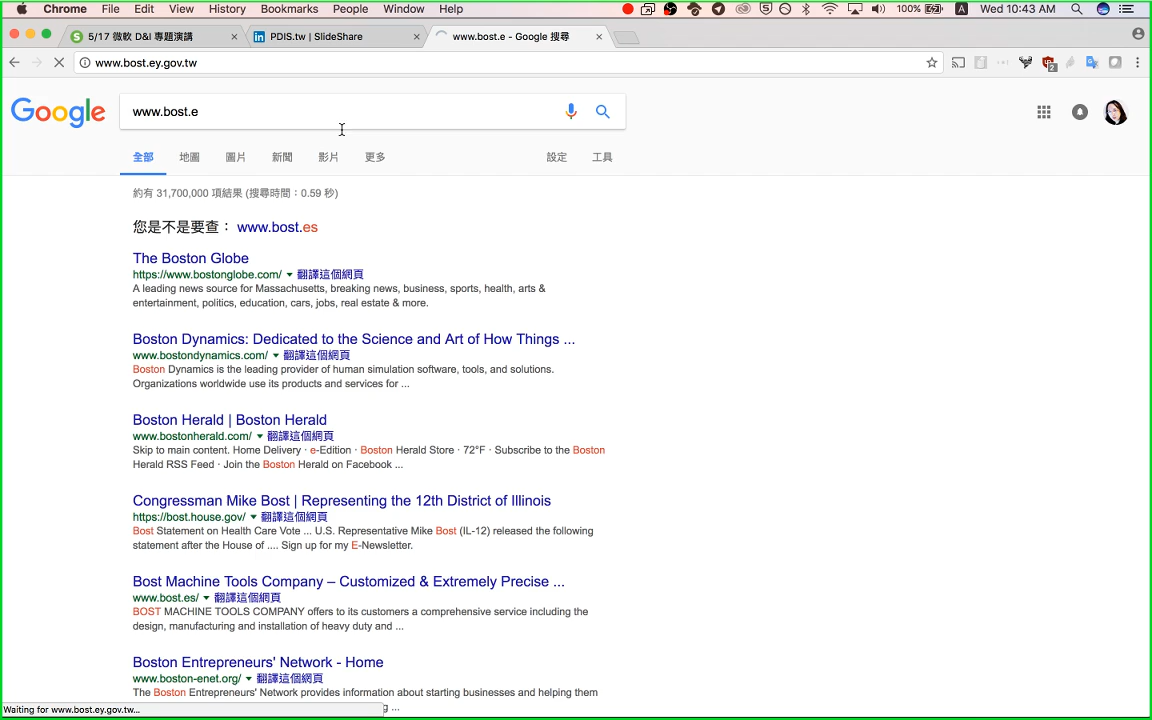 Chrome File Edit View History Bookmarks People Window Help 100% A Wed 10:43 AM
5/17 微軟 D&I 專題演講 × PDIS.tw | SlideShare × www.bost.e - Google 搜尋 ×
www.bost.ey.gov.tw 2
Google www.bost.e
全部 地圖 圖片 新聞 影片 更多 設定 工具
約有 31,700,000 項結果 (搜尋時間：0.59 秒)
您是不是要查： www.bost.es
The Boston Globe
https://www.bostonglobe.com/ 翻譯這個網頁
A leading news source for Massachusetts, breaking news, business, sports, health, arts &
entertainment, politics, education, cars, jobs, real estate & more.
Boston Dynamics: Dedicated to the Science and Art of How Things ...
www.bostondynamics.com/ 翻譯這個網頁
Boston Dynamics is the leading provider of human simulation software, tools, and solutions.
Organizations worldwide use its products and services for ...
Boston Herald | Boston Herald
www.bostonherald.com/ 翻譯這個網頁
Skip to main content. Home Delivery · e-Edition · Boston Herald Store · 72°F · Subscribe to the Boston
Herald RSS Feed · Join the Boston Herald on Facebook ...
Congressman Mike Bost | Representing the 12th District of Illinois
https://bost.house.gov/ 翻譯這個網頁
Bost Statement on Health Care Vote ... U.S. Representative Mike Bost (IL-12) released the following
statement after the House of .... Sign up for my E-Newsletter.
Bost Machine Tools Company – Customized & Extremely Precise ...
www.bost.es/ 翻譯這個網頁
BOST MACHINE TOOLS COMPANY offers to its customers a comprehensive service including the
design, manufacturing and installation of heavy duty and ...
Boston Entrepreneurs' Network - Home
www.boston-enet.org/ 翻譯這個網頁
The Boston Entrepreneurs' Network provides information about starting businesses and helping them
Waiting for www.bost.ey.gov.tw... g ...